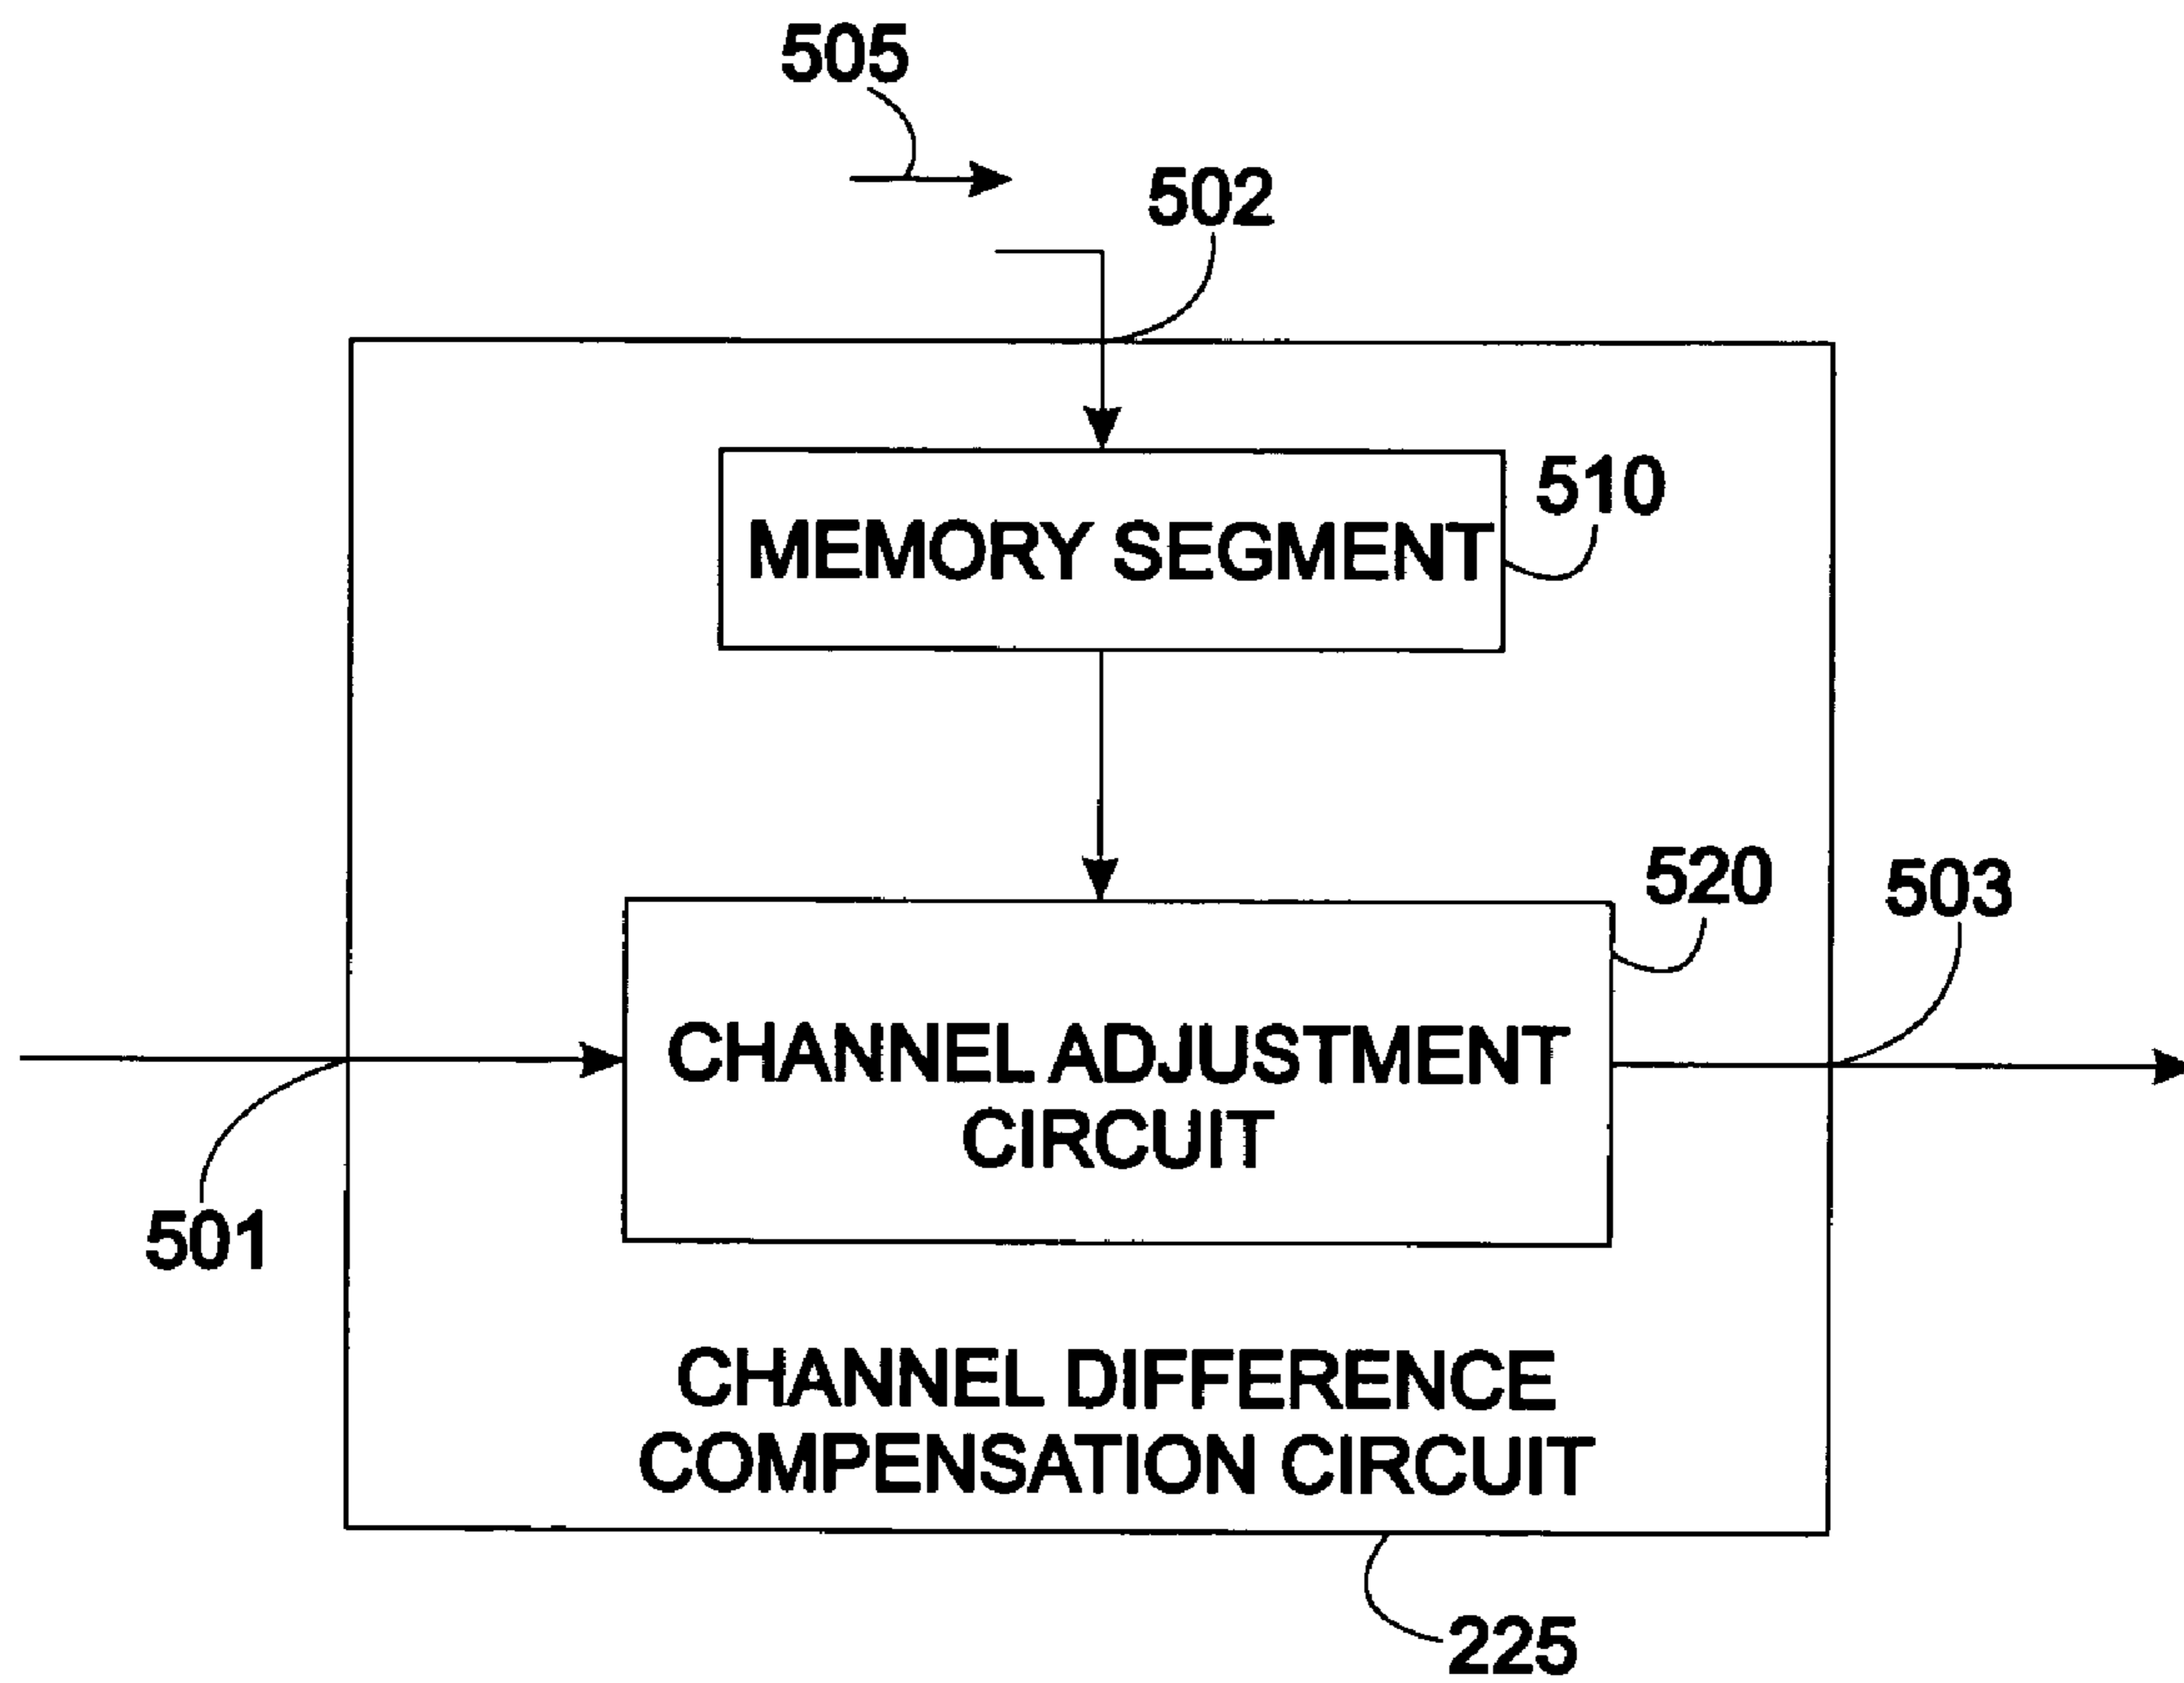 505
502
MEMORY SEGMENT
510
520
503
CHANNEL ADJUSTMENT
CIRCUIT
501
CHANNEL DIFFERENCE
COMPENSATION CIRCUIT
225